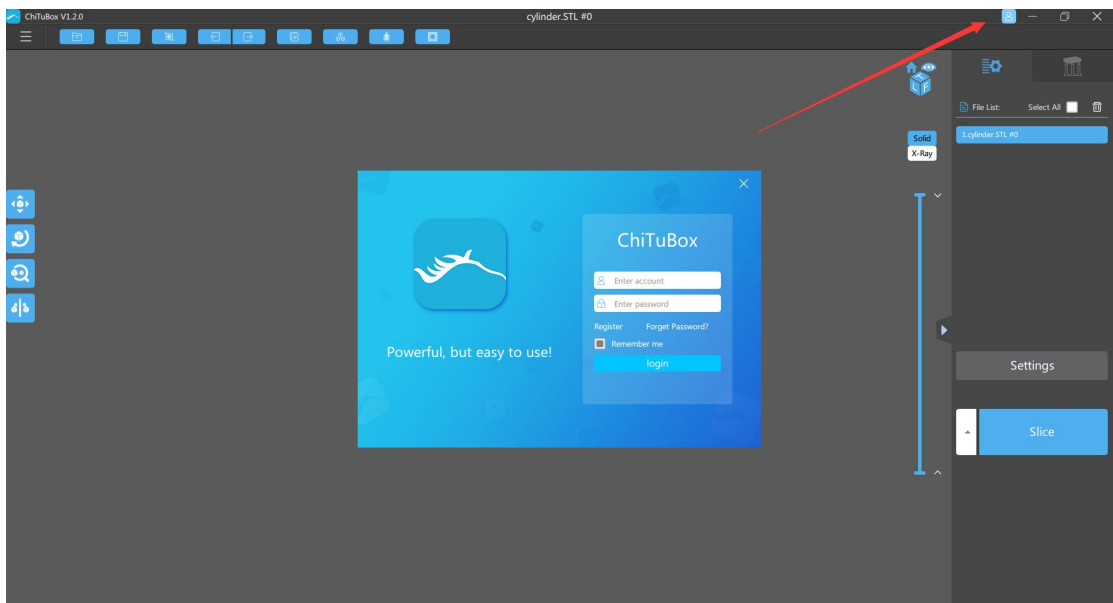 ChiTuBox V1.2.0
cylinder.STL #0
File List:
Select All
1.cylinder.STL #0
Solid
X-Ray
ChiTuBox
Enter account
Enter password
Register
Forget Password?
Remember me
login
Powerful, but easy to use!
Settings
Slice